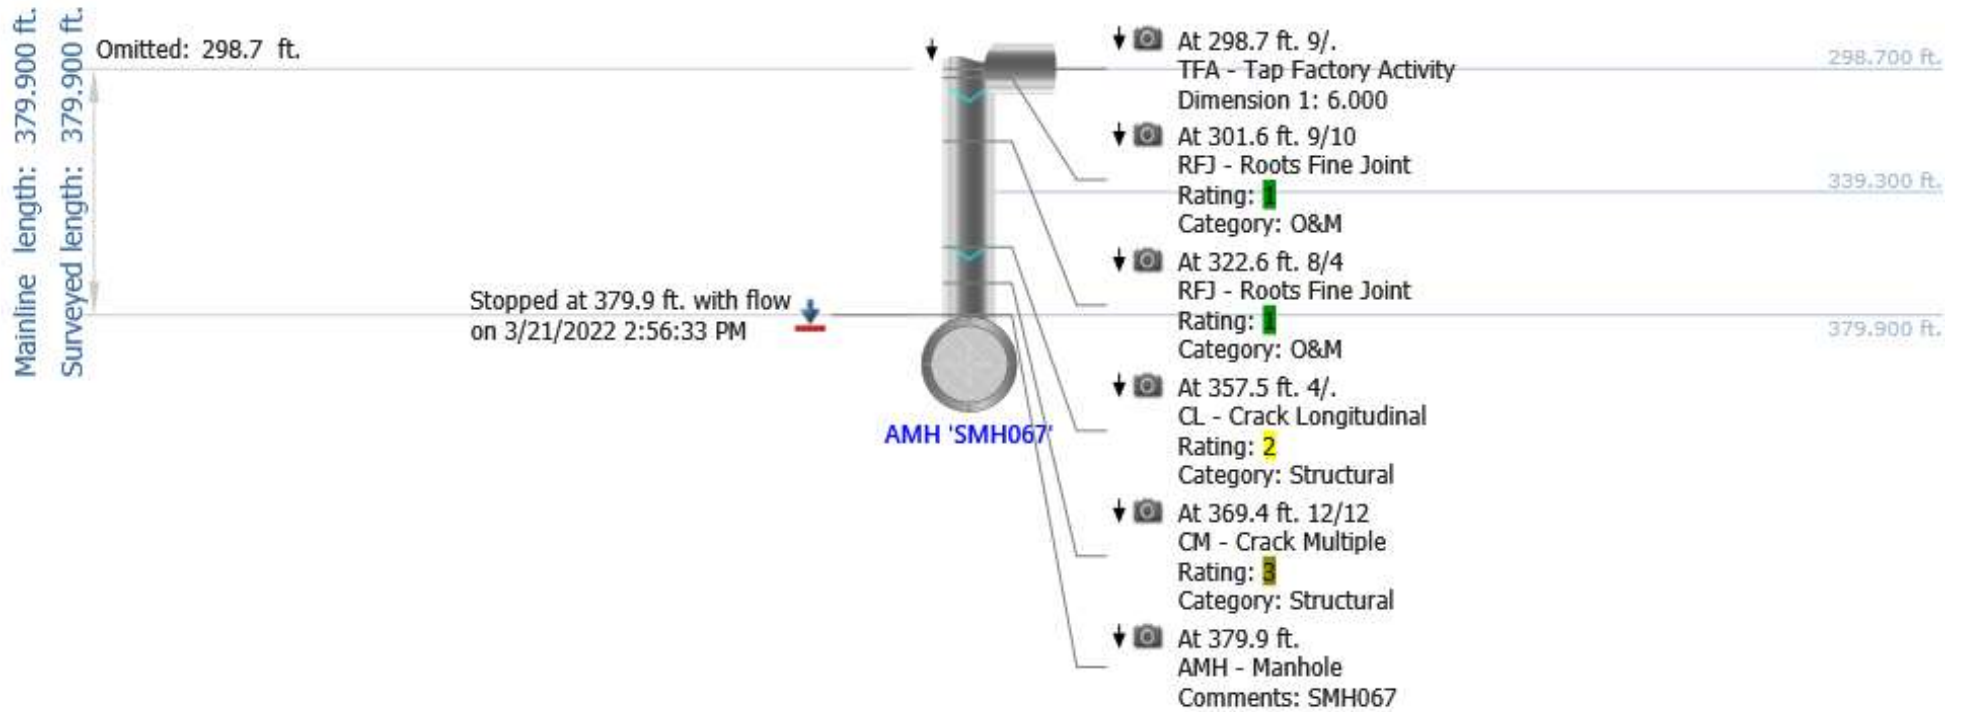 Mainline length: 379.900 ft.
Surveyed length: 379.900 ft.
Omitted: 298.7 ft.
Stopped at 379.9 ft. with flow
on 3/21/2022 2:56:33 PM
AMH 'SMH067'
At 298.7 ft. 9/.
TFA - Tap Factory Activity
Dimension 1: 6.000
At 301.6 ft. 9/10
RFJ - Roots Fine Joint
Rating: 1
Category: O&M
At 322.6 ft. 8/4
RFJ - Roots Fine Joint
Rating: 1
Category: O&M
At 357.5 ft. 4/.
CL - Crack Longitudinal
Rating: 2
Category: Structural
At 369.4 ft. 12/12
CM - Crack Multiple
Rating: 3
Category: Structural
At 379.9 ft.
AMH - Manhole
Comments: SMH067
298.700 ft.
339.300 ft.
379.900 ft.